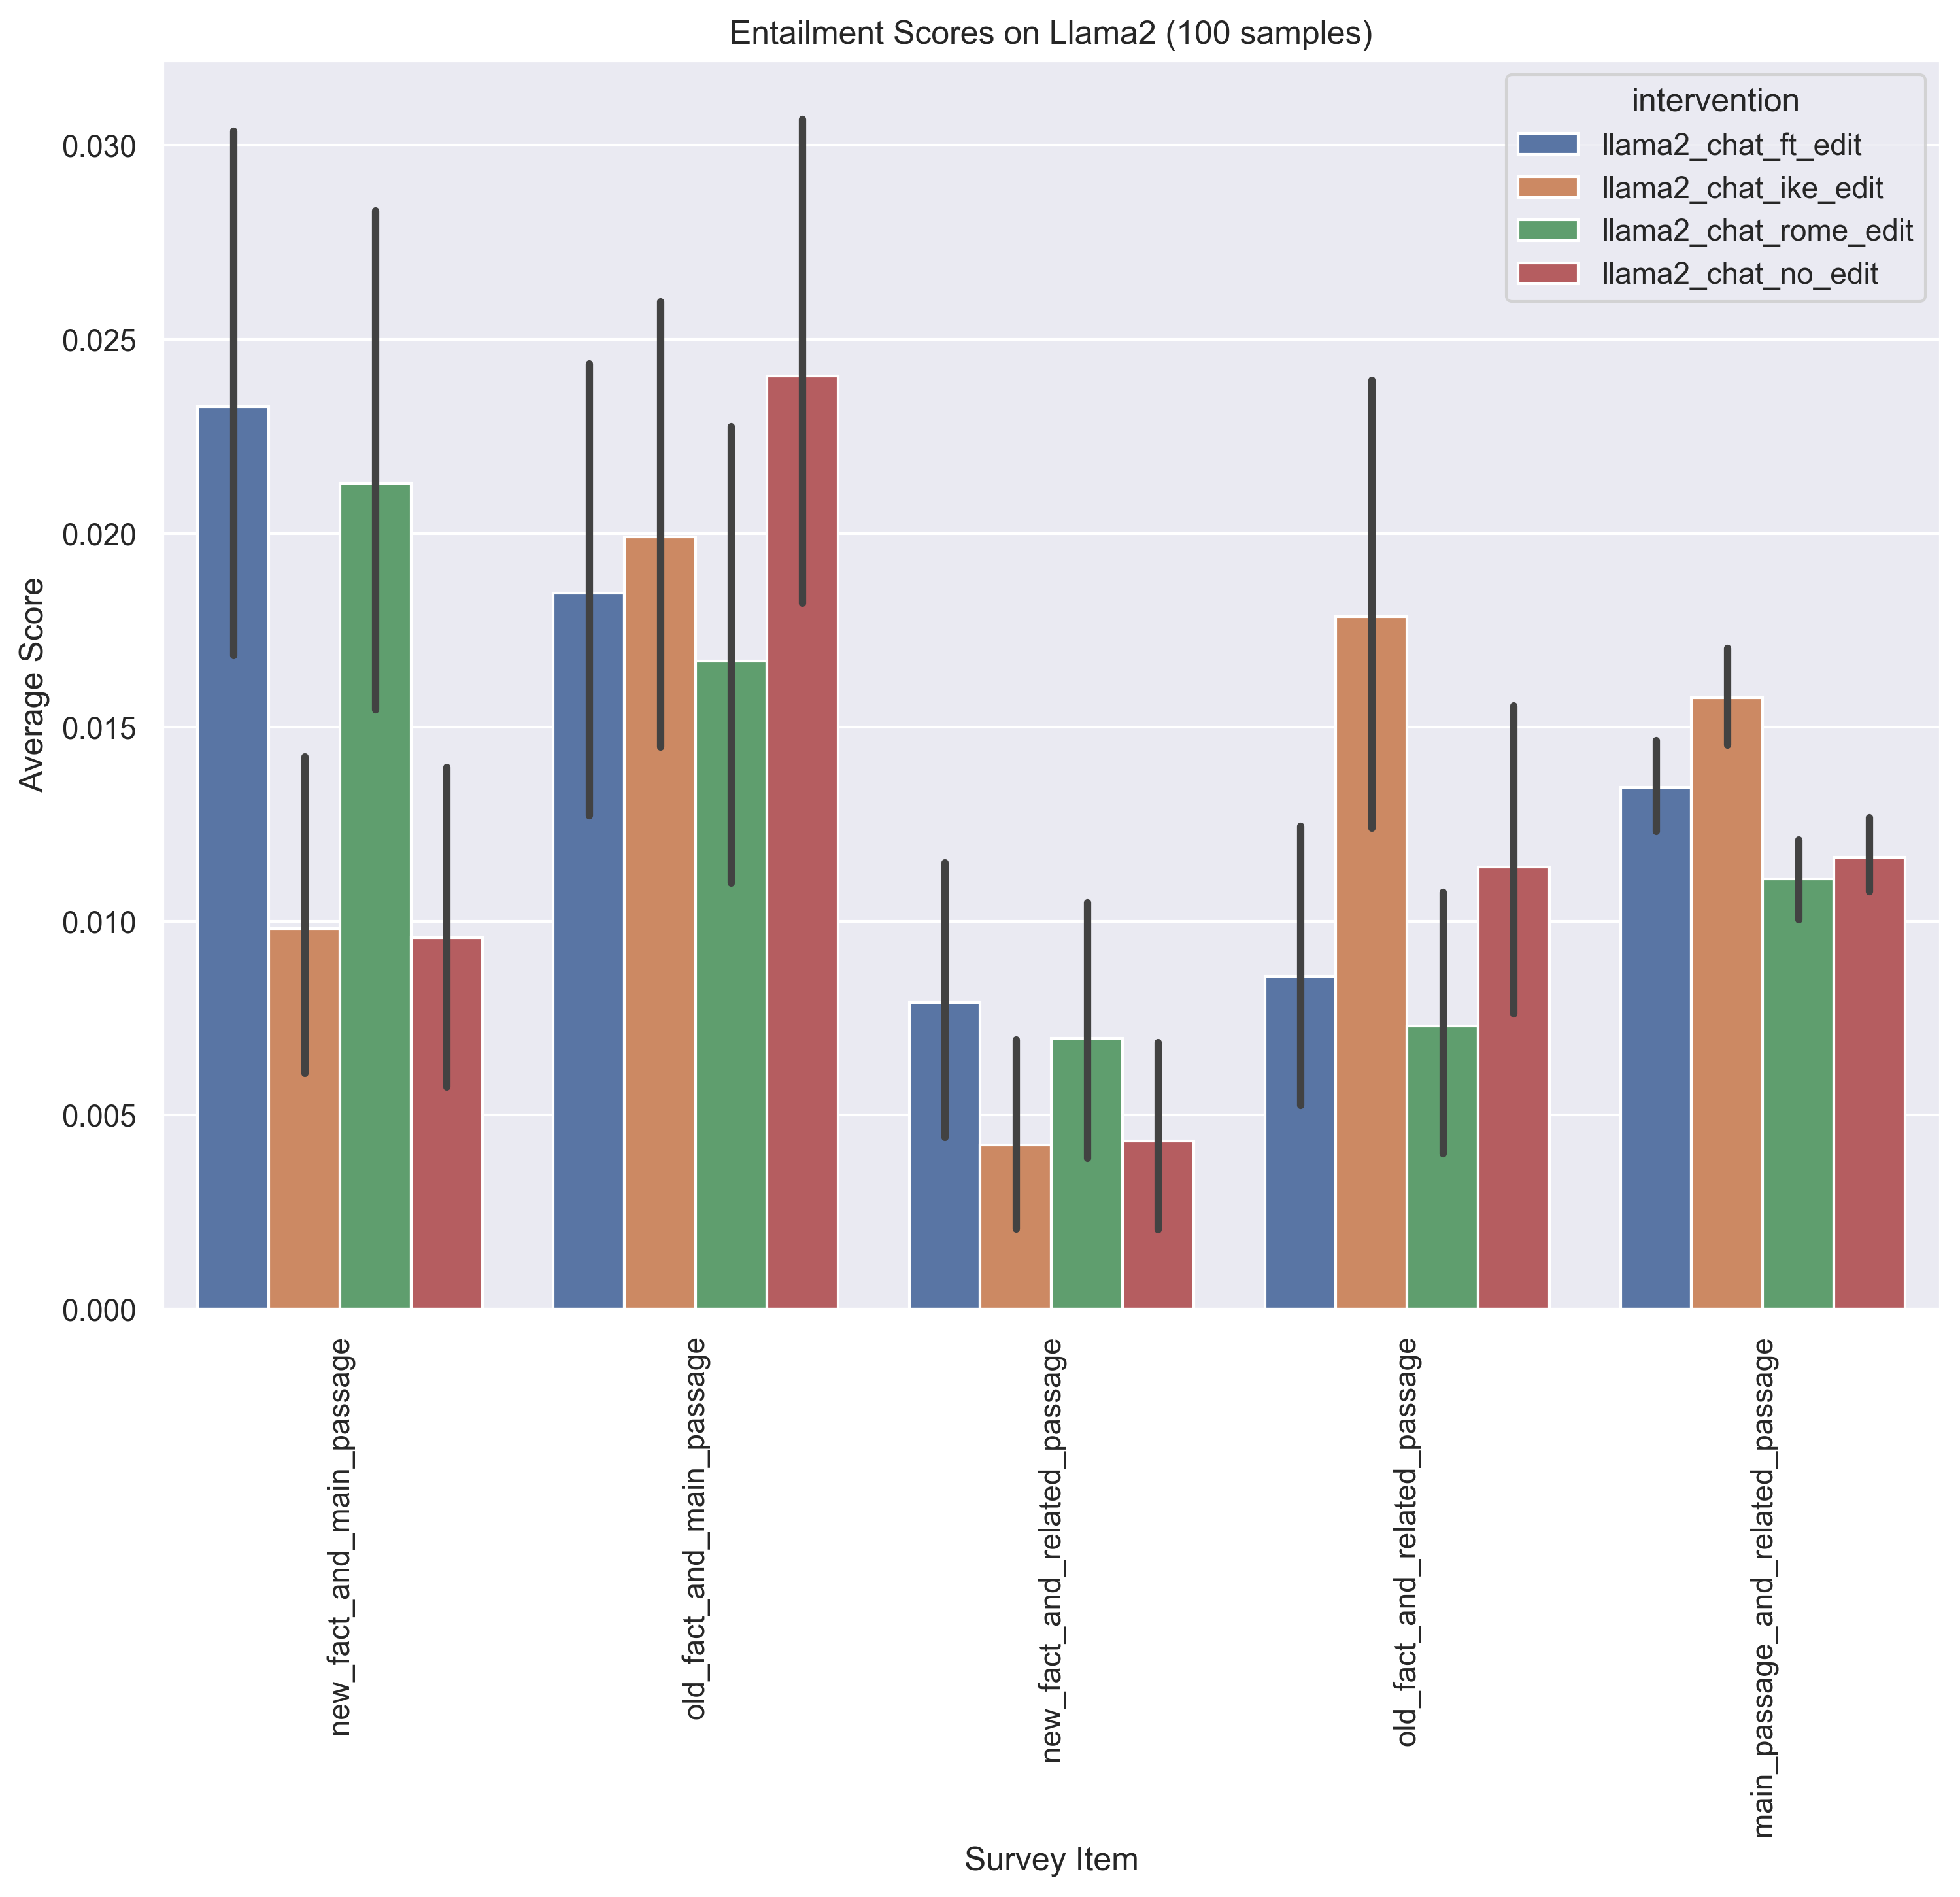 Entailment Scores on Llama2 (100 samples)
intervention
llama2_chat_ft_edit
llama2_chat_ike_edit
llama2_chat_rome_edit
llama2_chat_no_edit
Average Score
0.030
0.025
0.020
0.015
0.010
0.005
0.000
new_fact_and_main_passage
old_fact_and_main_passage
new_fact_and_related_passage
old_fact_and_related_passage
main_passage_and_related_passage
Survey Item